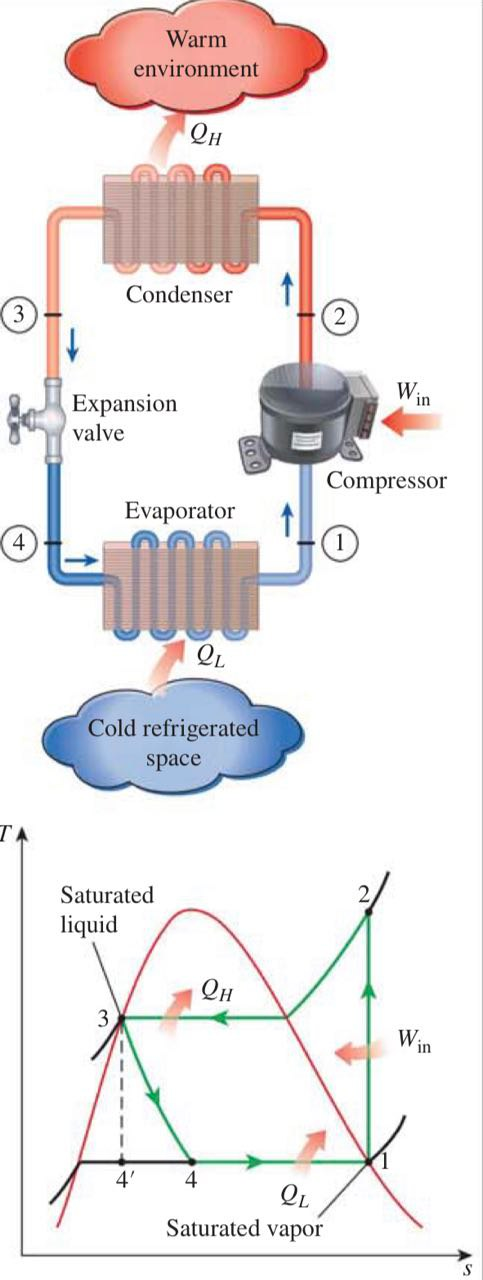 Warm
environment
Q_H
Condenser
3
2
Expansion
valve
W_in
Compressor
Evaporator
4
1
Q_L
Cold refrigerated
space
T
Saturated
liquid
2
Q_H
3
W_in
4′
4
1
Q_L
Saturated vapor
s